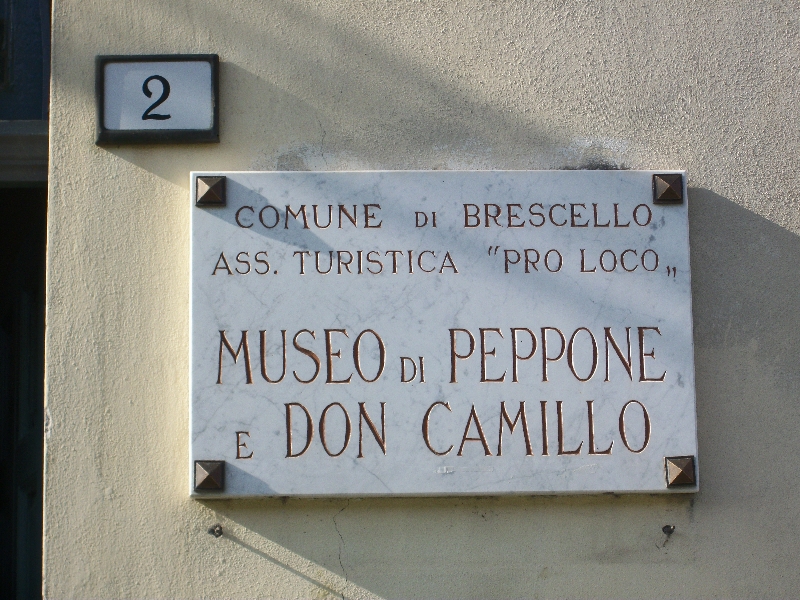 2
COMUNE DI BRESCELLO
ASS. TURISTICA "PRO LOCO„
MUSEO DI PEPPONE
E DON CAMILLO